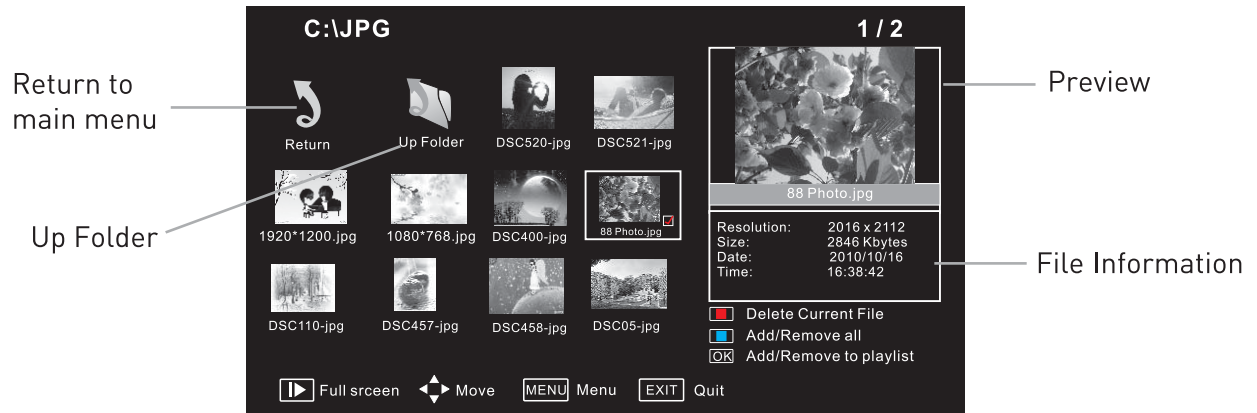 C:\JPG
1 / 2
Return to
main menu
Preview
Return
Up Folder
DSC520-jpg
DSC521-jpg
88 Photo.jpg
Up Folder
1920*1200.jpg
1080*768.jpg
DSC400-jpg
88 Photo.jpg
Resolution: 2016 x 2112
Size: 2846 Kbytes
Date: 2010/10/16
Time: 16:38:42
File Information
DSC110-jpg
DSC457-jpg
DSC458-jpg
DSC05-jpg
Delete Current File
Add/Remove all
OK Add/Remove to playlist
Full srceen
Move
MENU Menu
EXIT Quit